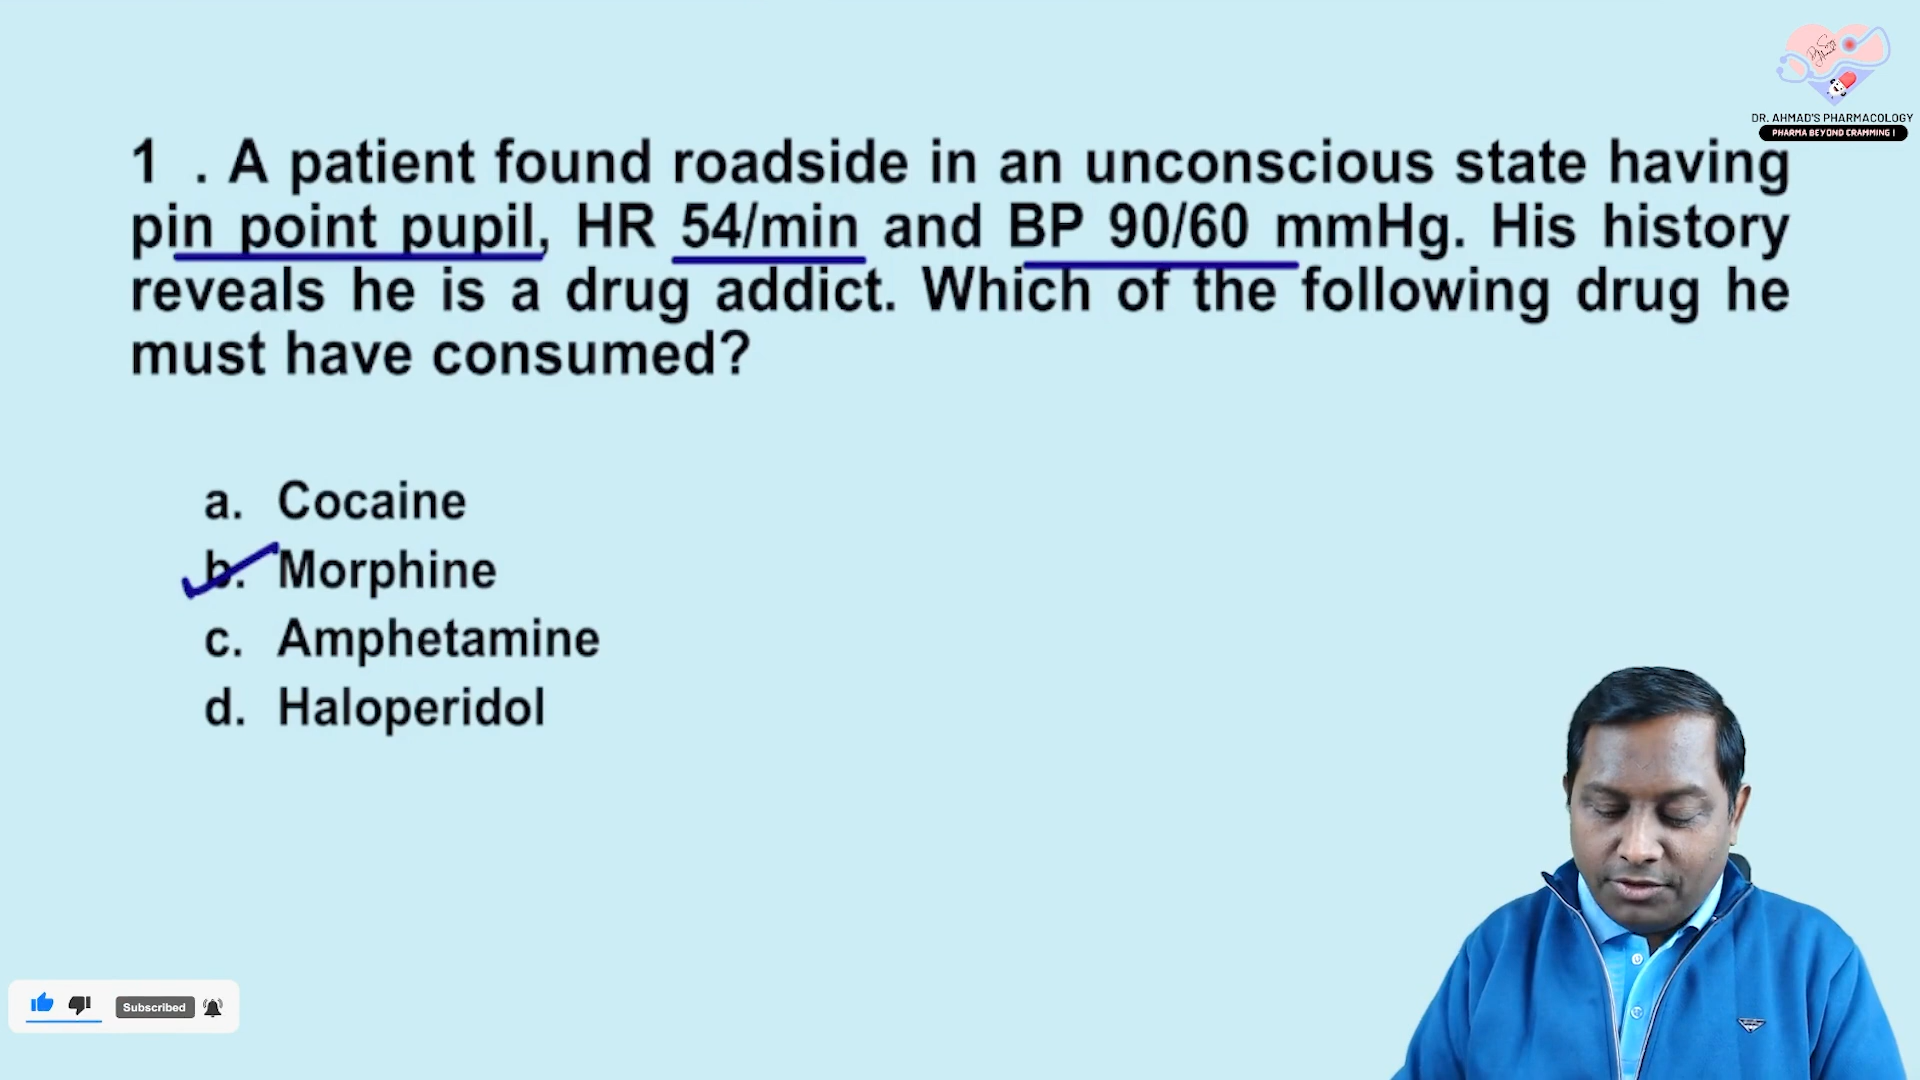 DR. AHMAD'S PHARMACOLOGY
PHARMA BEYOND CRAMMING !
1 . A patient found roadside in an unconscious state having
pin point pupil, HR 54/min and BP 90/60 mmHg. His history
reveals he is a drug addict. Which of the following drug he
must have consumed?
a. Cocaine
b. Morphine
c. Amphetamine
d. Haloperidol
Subscribed